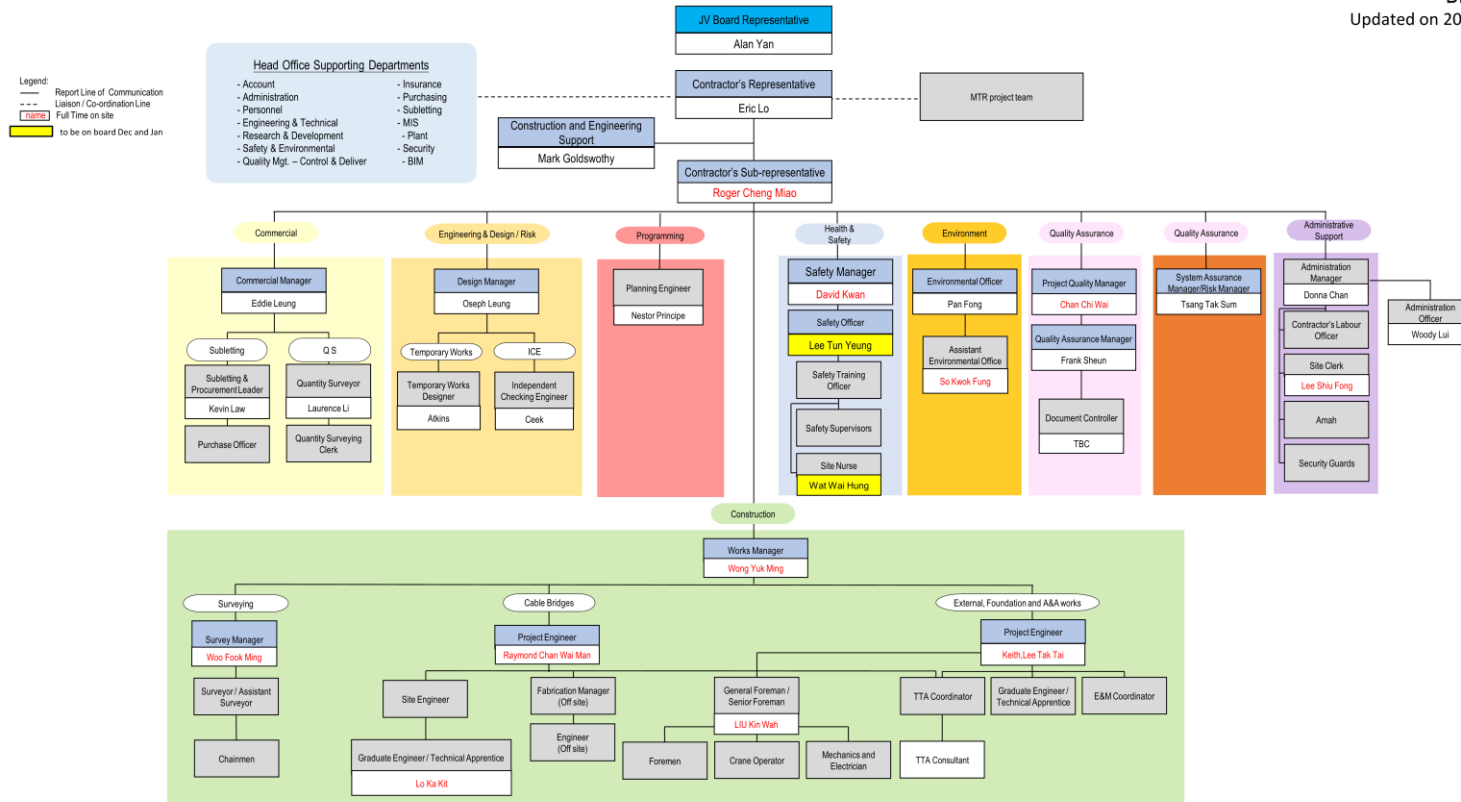 JV Board Representative
Alan Yan
Updated on 20
Legend:
Report Line of Communication
Liaison / Co-ordination Line
name Full Time on site
to be on board Dec and Jan
Head Office Supporting Departments
- Account
- Administration
- Personnel
- Engineering & Technical
- Research & Development
- Safety & Environmental
- Quality Mgt. – Control & Deliver
- Insurance
- Purchasing
- Subletting
- MIS
- Plant
- Security
- BIM
Contractor's Representative
Eric Lo
MTR project team
Construction and Engineering
Support
Mark Goldswothy
Contractor's Sub-representative
Roger Cheng Miao
Commercial
Engineering & Design / Risk
Programming
Health &
Safety
Environment
Quality Assurance
Quality Assurance
Administrative
Support
Commercial Manager
Eddie Leung
Subletting
Q S
Subletting &
Procurement Leader
Kevin Law
Purchase Officer
Quantity Surveyor
Laurence Li
Quantity Surveying
Clerk
Design Manager
Oseph Leung
Temporary Works
ICE
Temporary Works
Designer
Atkins
Independent
Checking Engineer
Ceek
Planning Engineer
Nestor Principe
Safety Manager
David Kwan
Safety Officer
Lee Tun Yeung
Safety Training
Officer
Safety Supervisors
Site Nurse
Wat Wai Hung
Environmental Officer
Pan Fong
Assistant
Environmental Office
So Kwok Fung
Project Quality Manager
Chan Chi Wai
Quality Assurance Manager
Frank Sheun
Document Controller
TBC
System Assurance
Manager/Risk Manager
Tsang Tak Sum
Administration
Manager
Donna Chan
Administration
Officer
Woody Lui
Contractor's Labour
Officer
Site Clerk
Lee Shiu Fong
Amah
Security Guards
Construction
Works Manager
Wong Yuk Ming
Surveying
Cable Bridges
External, Foundation and A&A works
Survey Manager
Woo Fook Ming
Surveyor / Assistant
Surveyor
Chainmen
Project Engineer
Raymond Chan Wai Man
Site Engineer
Graduate Engineer / Technical Apprentice
Lo Ka Kit
Fabrication Manager
(Off site)
Engineer
(Off site)
Project Engineer
Keith,Lee Tak Tai
General Foreman /
Senior Foreman
LIU Kin Wah
Foremen
Crane Operator
Mechanics and
Electrician
TTA Coordinator
TTA Consultant
Graduate Engineer /
Technical Apprentice
E&M Coordinator